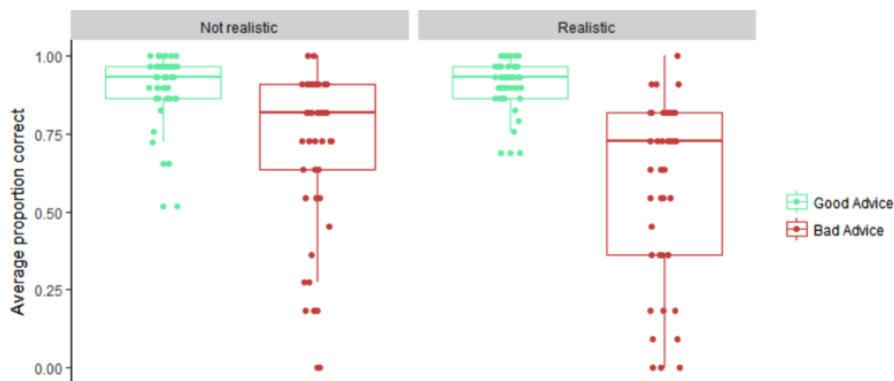 Not realistic
Realistic
Average proportion correct
1.00
0.75
0.50
0.25
0.00
Good Advice
Bad Advice